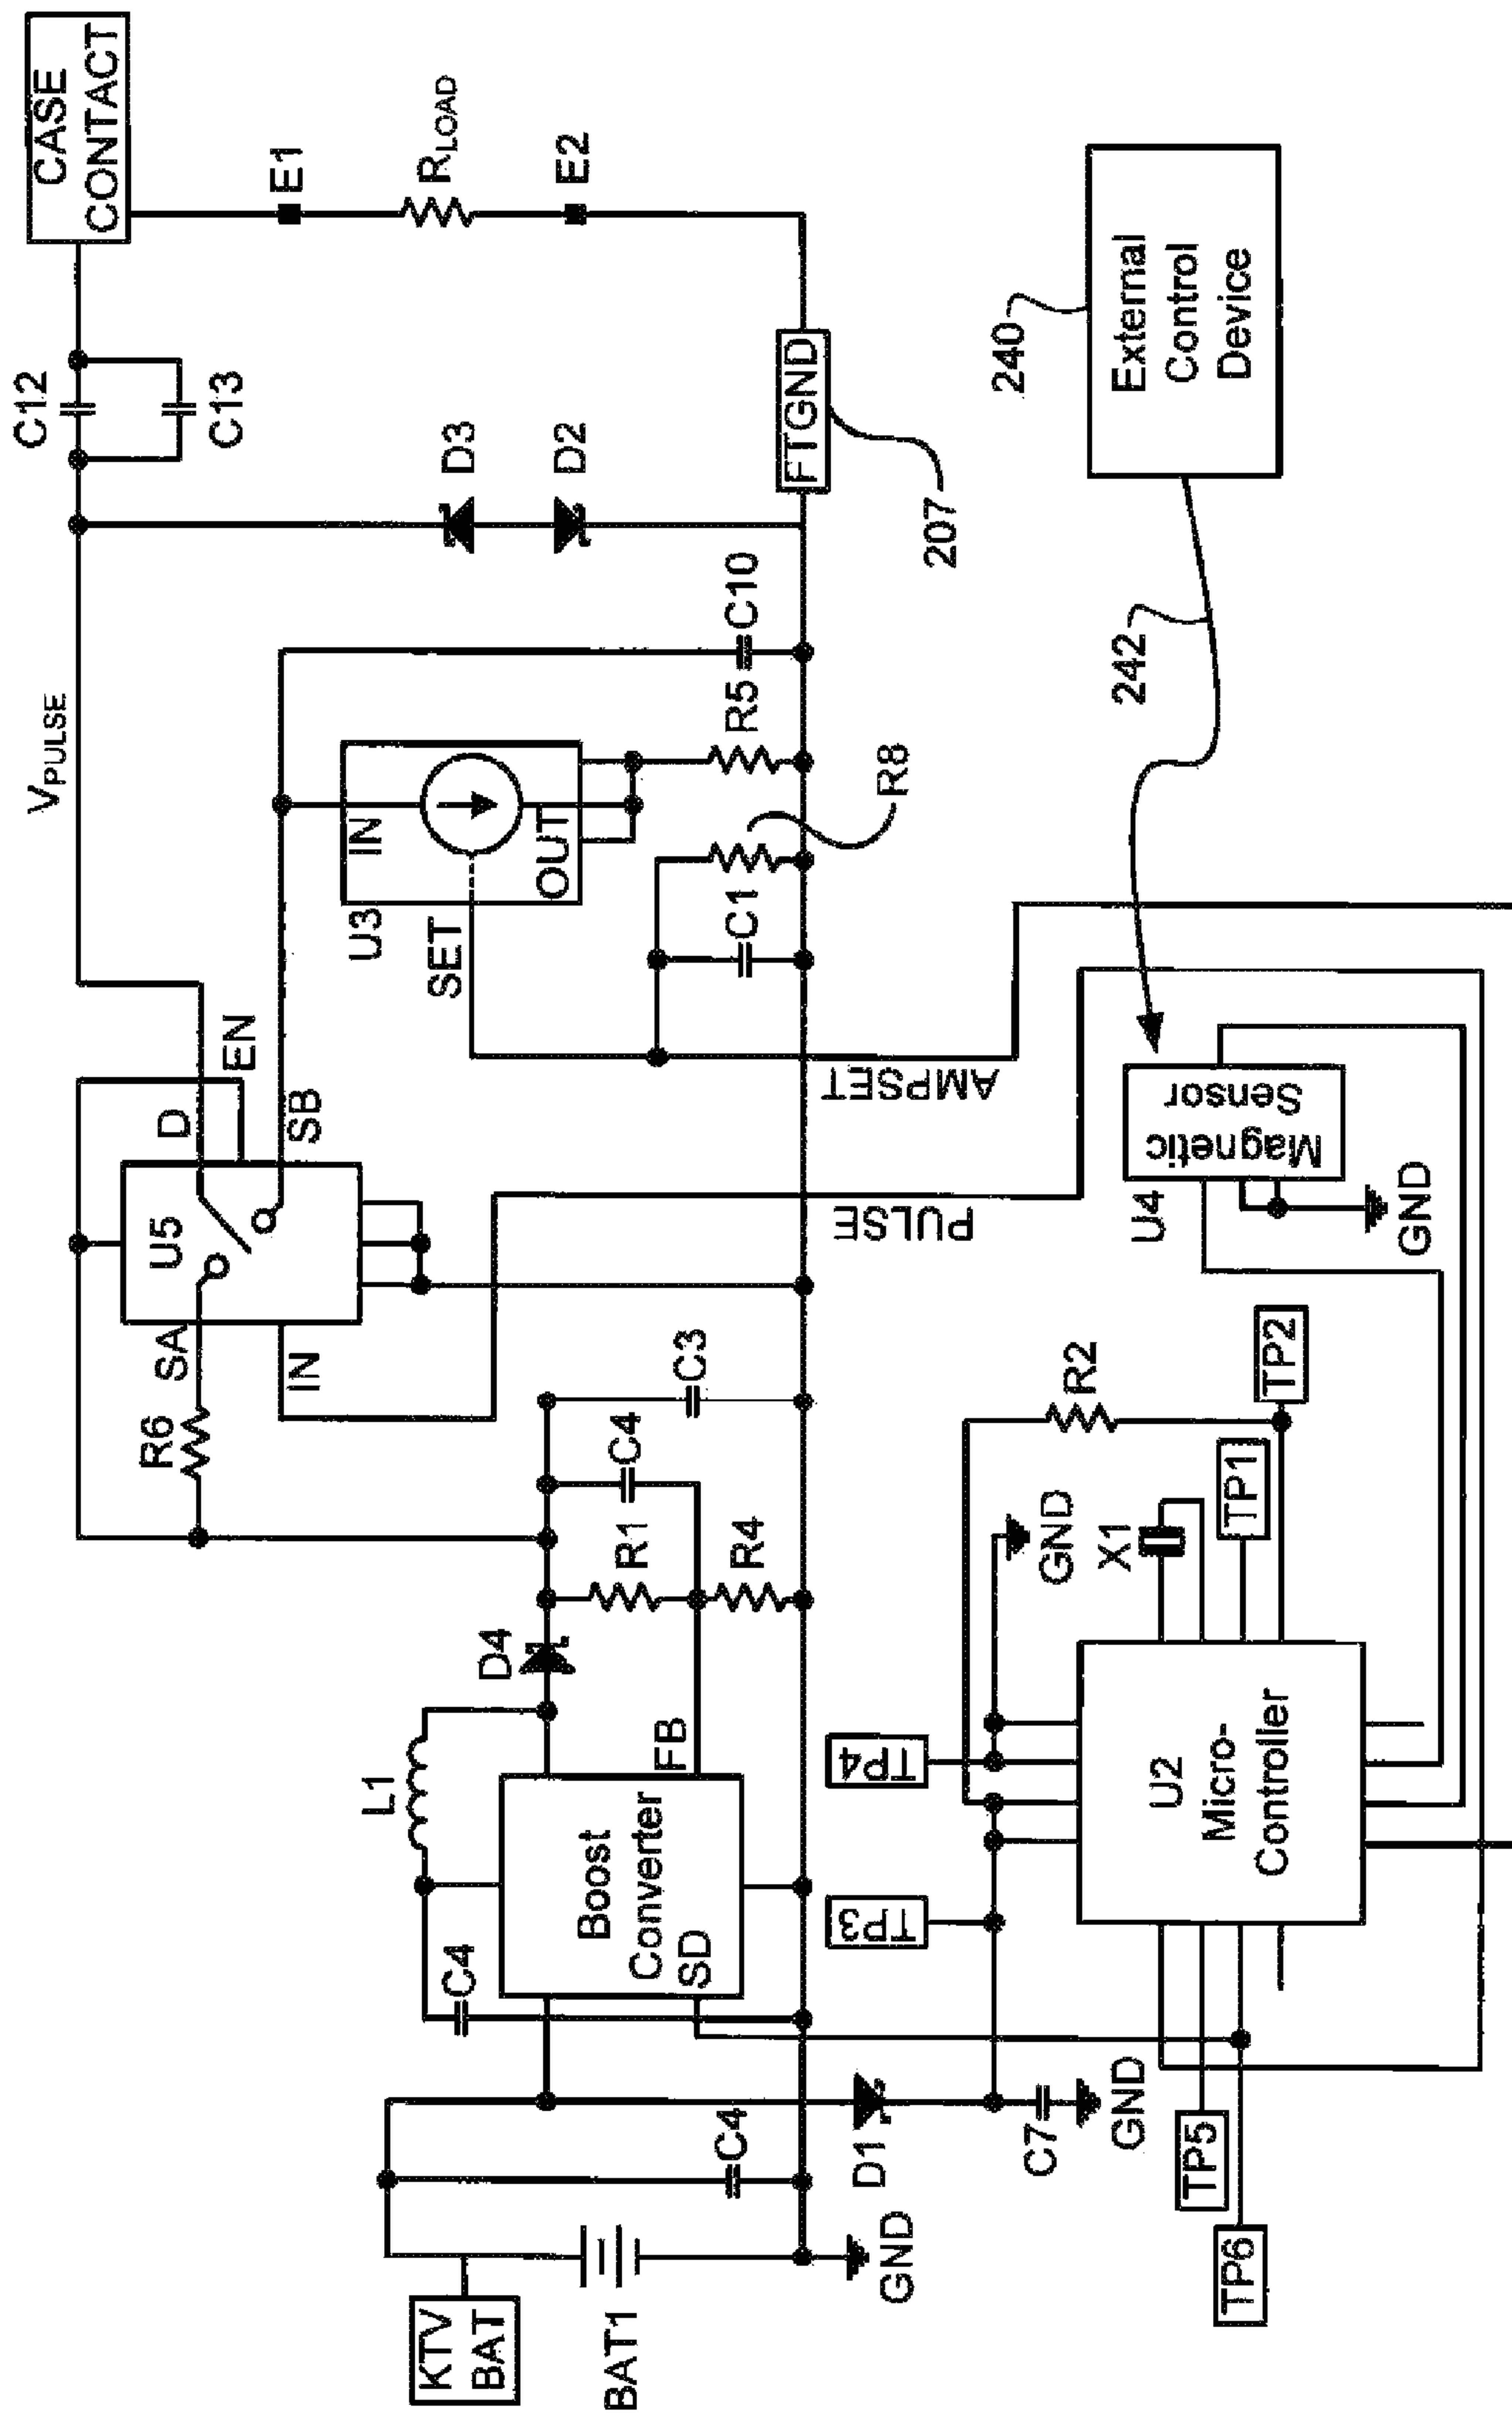 CASE
CONTACT
C12
C13
E1
R_LOAD
E2
V_PULSE
D3
D2
C10
R5
R8
C1
IN
OUT
U3
SET
AMPSET
FTGND
207
240
External
Control
Device
242
D
EN
SB
U5
SA
IN
R6
PULSE
Magnetic
Sensor
U4
GND
C3
C4
R1
R4
D4
L1
FB
Boost
Converter
SD
C4
R2
TP2
TP1
X1
GND
TP4
TP3
U2
Micro-
Controller
C4
D1
C7
GND
TP5
TP6
KTV
BAT
BAT1
GND